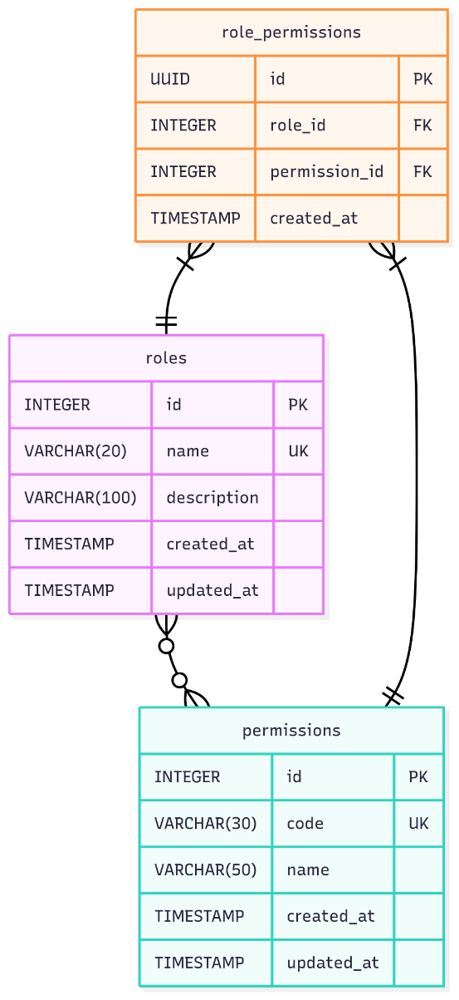 role_permissions
UUID id PK
INTEGER role_id FK
INTEGER permission_id FK
TIMESTAMP created_at
roles
INTEGER id PK
VARCHAR(20) name UK
VARCHAR(100) description
TIMESTAMP created_at
TIMESTAMP updated_at
permissions
INTEGER id PK
VARCHAR(30) code UK
VARCHAR(50) name
TIMESTAMP created_at
TIMESTAMP updated_at